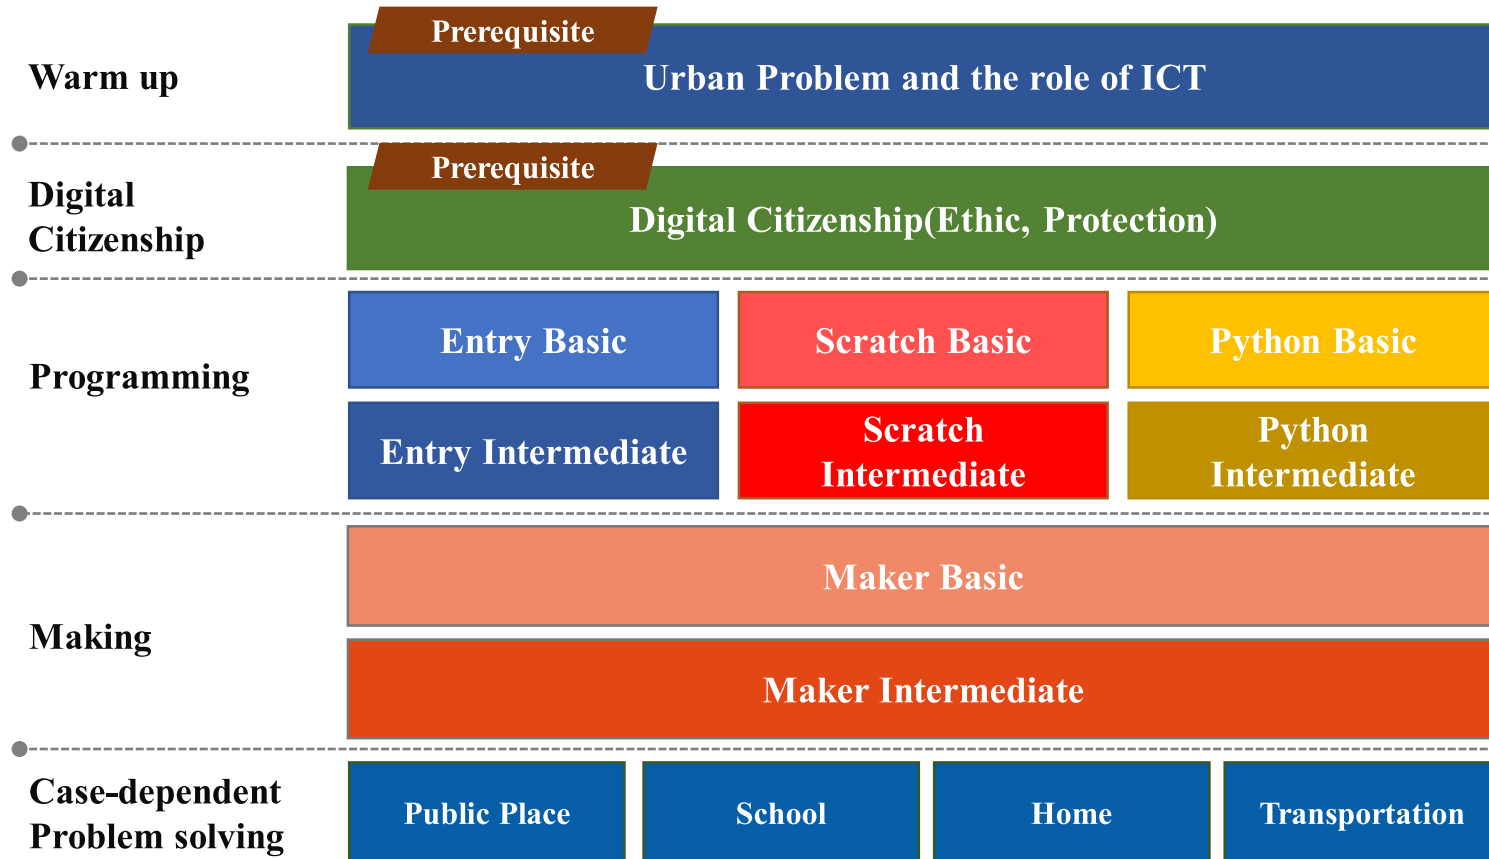 Prerequisite
Warm up
Urban Problem and the role of ICT
Prerequisite
Digital
Citizenship
Digital Citizenship(Ethic, Protection)
Programming
Entry Basic
Scratch Basic
Python Basic
Entry Intermediate
Scratch
Intermediate
Python
Intermediate
Making
Maker Basic
Maker Intermediate
Case-dependent
Problem solving
Public Place
School
Home
Transportation